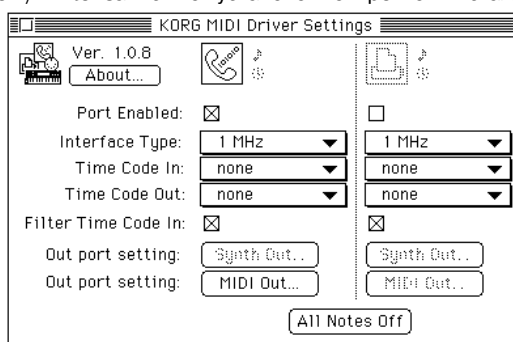 KORG MIDI Driver Settings
Ver. 1.0.8
About...
Port Enabled:
Interface Type: 1 MHz 1 MHz
Time Code In: none none
Time Code Out: none none
Filter Time Code In:
Out port setting: Synth Out.. Synth Out..
Out port setting: MIDI Out... MIDI Out..
All Notes Off